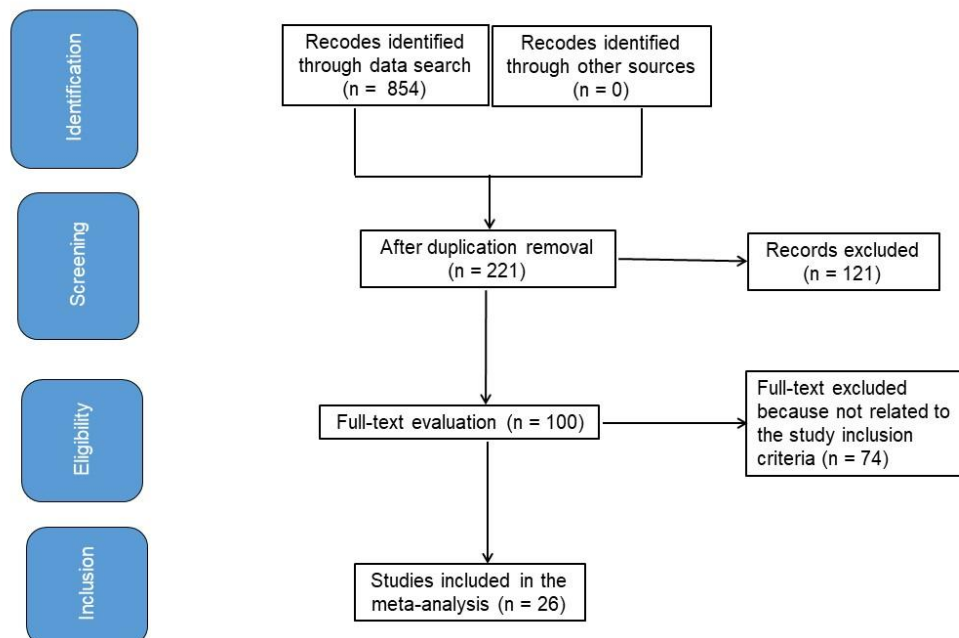 Identification
Recodes identified
through data search
(n =  854)
Recodes identified
through other sources
(n = 0)
Screening
After duplication removal
(n = 221)
Records excluded
(n = 121)
Eligibility
Full-text evaluation (n = 100)
Full-text excluded
because not related to
the study inclusion
criteria (n = 74)
Inclusion
Studies included in the
meta-analysis (n = 26)